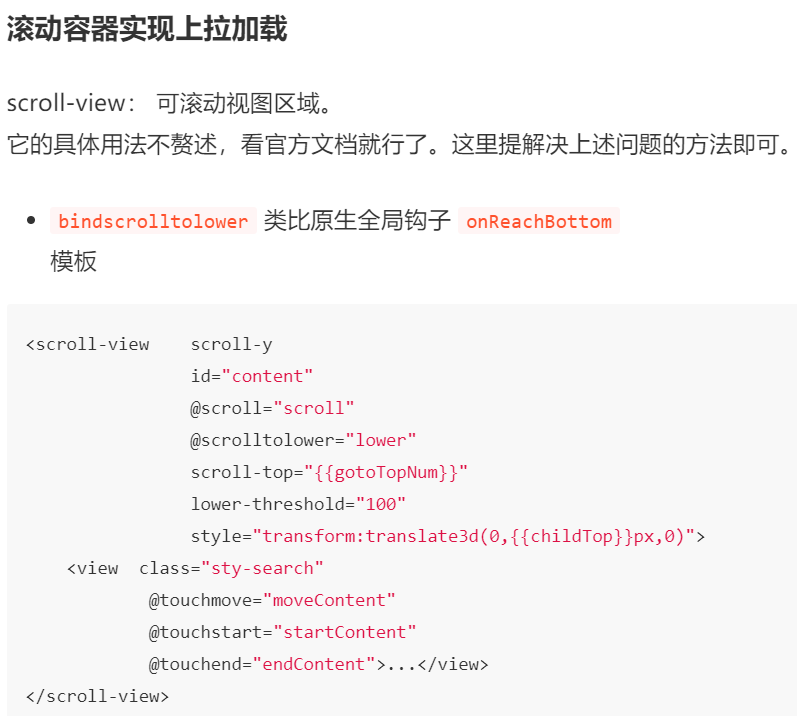 滚动容器实现上拉加载
scroll-view： 可滚动视图区域。
它的具体用法不赘述，看官方文档就行了。这里提解决上述问题的方法即可。
bindscrolltolower 类比原生全局钩子 onReachBottom
模板
<scroll-view    scroll-y
                id="content"
                @scroll="scroll"
                @scrolltolower="lower"
                scroll-top="{{gotoTopNum}}"
                lower-threshold="100"
                style="transform:translate3d(0,{{childTop}}px,0)">
    <view  class="sty-search"
            @touchmove="moveContent"
            @touchstart="startContent"
            @touchend="endContent">...</view>
</scroll-view>